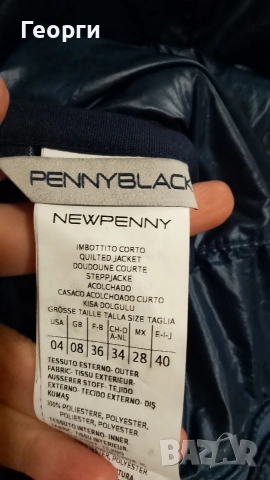 Георги
PENNYBLACK
NEWPENNY
IMBOTTITO CORTO
QUILTED JACKET
DOUDOUNE COURTE
STEPPJACKE
ACOLCHADO
CASACO ACOLCHOADO CURTO
KISA DOLGULU
GRÖSSE TAILLE TALLA SIZE TAGLIA
USA GB F-B CH-D A-NL MX E-I-J
04 08 36 34 28 40
TESSUTO ESTERNO-OUTER
FABRIC-TISSU EXTERIEUR-
AUSSERER STOFF-TEJIDO
EXTERNO-TECIDO EXTERNO-DIŞ
KUMAŞ
100% POLIESTERE, POLYESTER,
POLYESTER, POLYESTER,
TESSUTO INTERNO-INNER
BAZAR